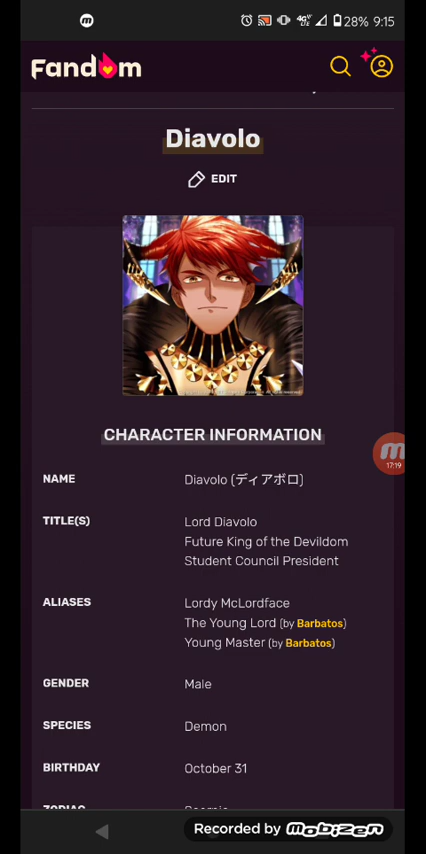 28% 9:15
Fandom
Diavolo
EDIT
CHARACTER INFORMATION
NAME Diavolo (ディアボロ)
TITLE(S) Lord Diavolo
Future King of the Devildom
Student Council President
ALIASES Lordy McLordface
The Young Lord (by Barbatos)
Young Master (by Barbatos)
17:19
GENDER Male
SPECIES Demon
BIRTHDAY October 31
ZODIAC Scorpio
Recorded by mobizen